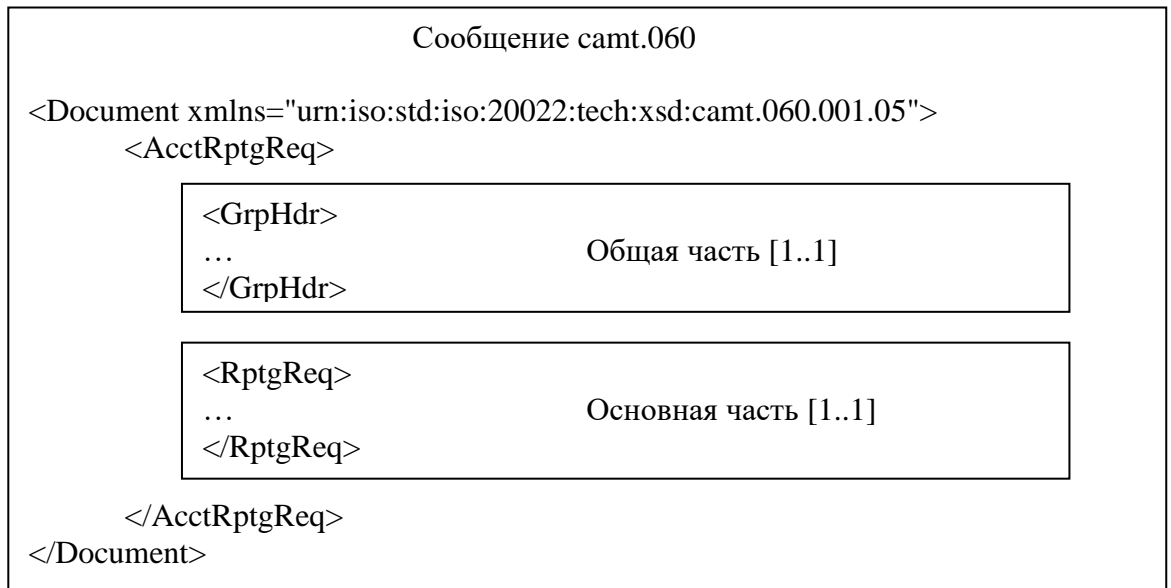 Сообщение camt.060
<Document xmlns="urn:iso:std:iso:20022:tech:xsd:camt.060.001.05">
<AcctRptgReq>
<GrpHdr>
… Общая часть [1..1]
</GrpHdr>
<RptgReq>
… Основная часть [1..1]
</RptgReq>
</AcctRptgReq>
</Document>